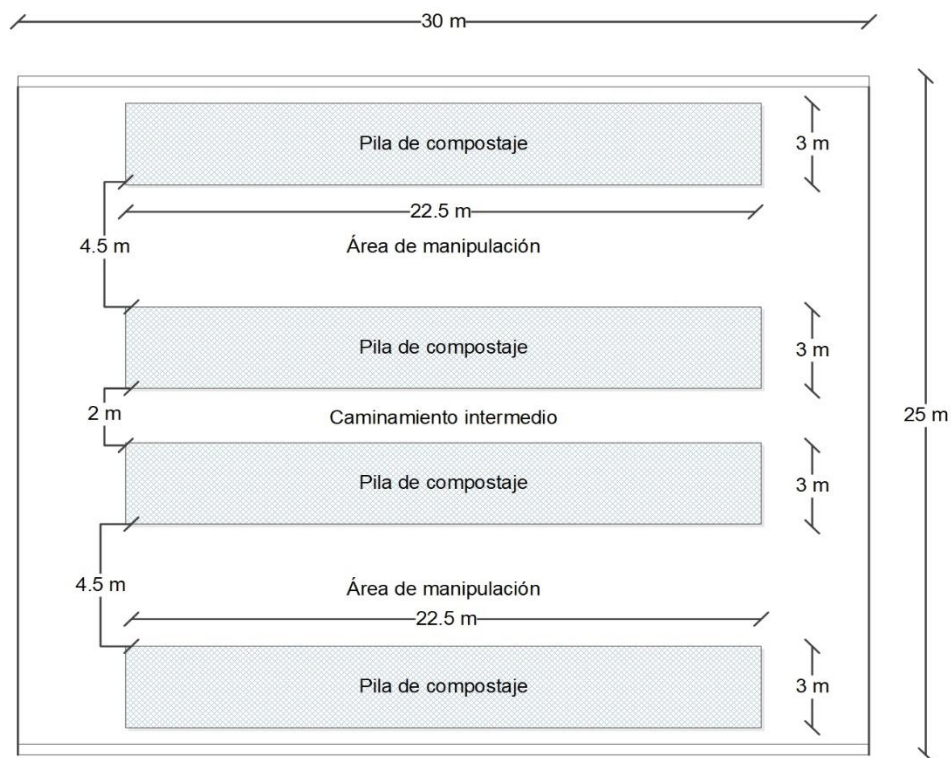 30 m
Pila de compostaje
3 m
22.5 m
4.5 m
Área de manipulación
Pila de compostaje
3 m
2 m
Caminamiento intermedio
25 m
Pila de compostaje
3 m
4.5 m
Área de manipulación
22.5 m
Pila de compostaje
3 m